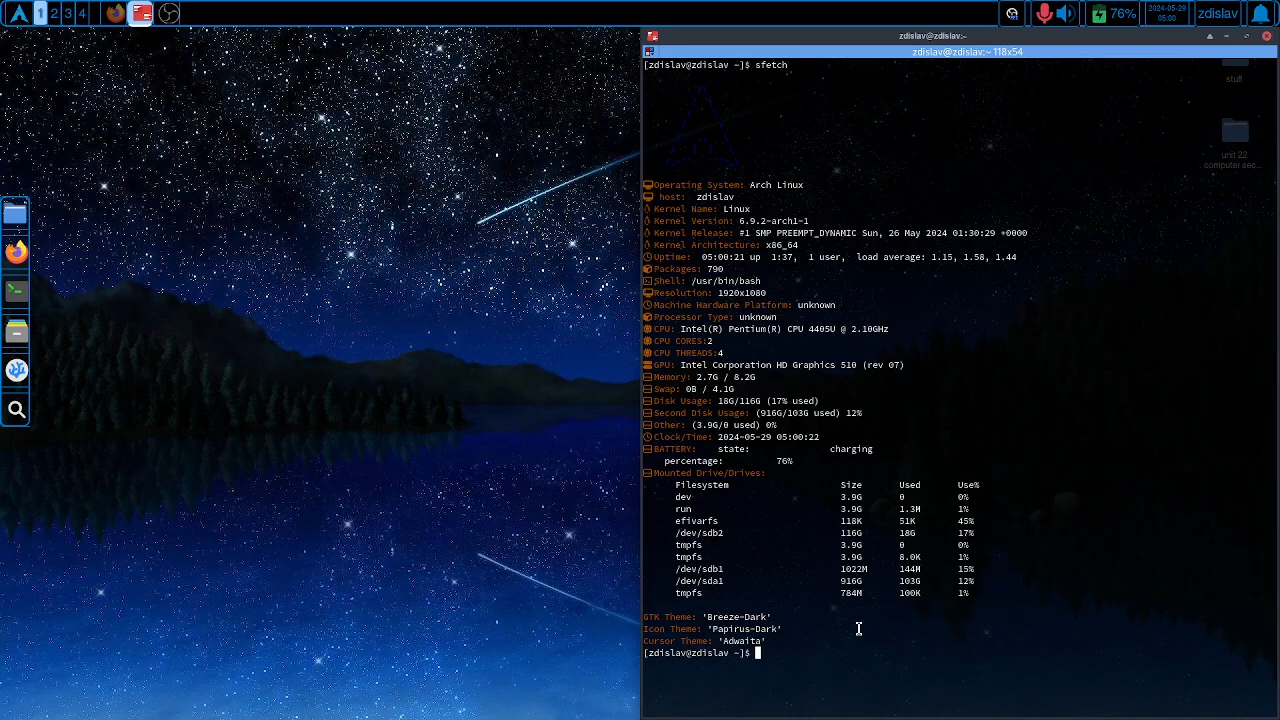 1 2 3 4
76%
2024-05-29
05:00
zdislav
zdislav@zdislav:~
zdislav@zdislav:~ 118x54
[zdislav@zdislav ~]$ sfetch
stuff
unit 22
computer sec...
Operating System: Arch Linux
host: zdislav
Kernel Name: Linux
Kernel Version: 6.9.2-arch1-1
Kernel Release: #1 SMP PREEMPT_DYNAMIC Sun, 26 May 2024 01:30:29 +0000
Kernel Architecture: x86_64
Uptime: 05:00:21 up 1:37, 1 user, load average: 1.15, 1.58, 1.44
Packages: 790
Shell: /usr/bin/bash
Resolution: 1920x1080
Machine Hardware Platform: unknown
Processor Type: unknown
CPU: Intel(R) Pentium(R) CPU 4405U @ 2.10GHz
CPU CORES:2
CPU THREADS:4
GPU: Intel Corporation HD Graphics 510 (rev 07)
Memory: 2.7G / 8.2G
Swap: 0B / 4.1G
Disk Usage: 18G/116G (17% used)
Second Disk Usage: (916G/103G used) 12%
Other: (3.9G/0 used) 0%
Clock/Time: 2024-05-29 05:00:22
BATTERY: state: charging
percentage: 76%
Mounted Drive/Drives:
Filesystem Size Used Use%
dev 3.9G 0 0%
run 3.9G 1.3M 1%
efivarfs 118K 51K 45%
/dev/sdb2 116G 18G 17%
tmpfs 3.9G 0 0%
tmpfs 3.9G 8.0K 1%
/dev/sdb1 1022M 144M 15%
/dev/sda1 916G 103G 12%
tmpfs 784M 100K 1%
GTK Theme: 'Breeze-Dark'
Icon Theme: 'Papirus-Dark'
Cursor Theme: 'Adwaita'
[zdislav@zdislav ~]$